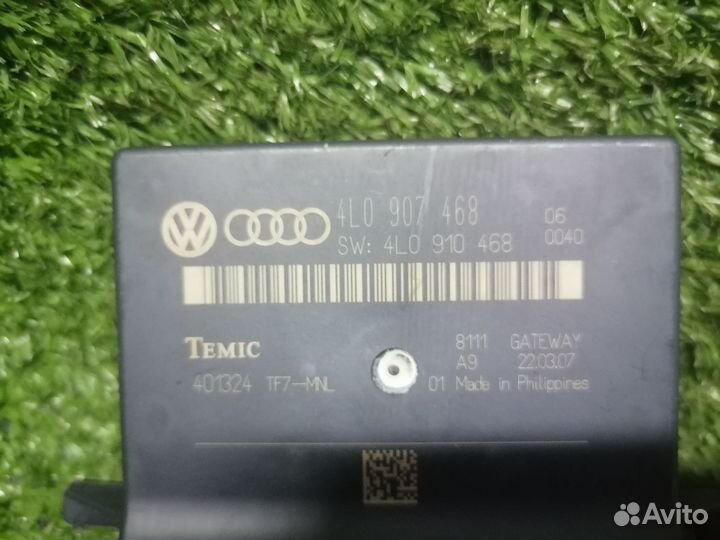 4L0 907 468 06
SW: 4L0 910 468 0040
TEMIC 8111 GATEWAY
A9 22.03.07
401324 TF7-MNL 01 Made in Philippines
Avito